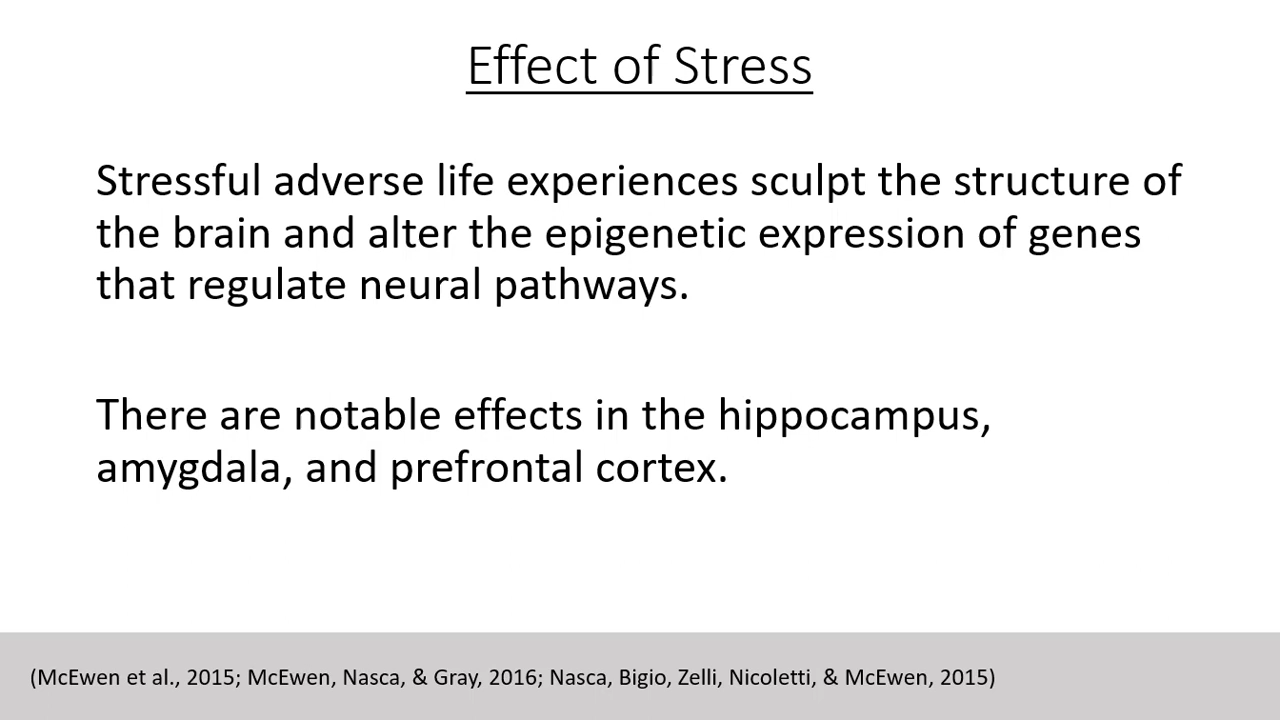 Effect of Stress
Stressful adverse life experiences sculpt the structure of
the brain and alter the epigenetic expression of genes
that regulate neural pathways.
There are notable effects in the hippocampus,
amygdala, and prefrontal cortex.
(McEwen et al., 2015; McEwen, Nasca, & Gray, 2016; Nasca, Bigio, Zelli, Nicoletti, & McEwen, 2015)